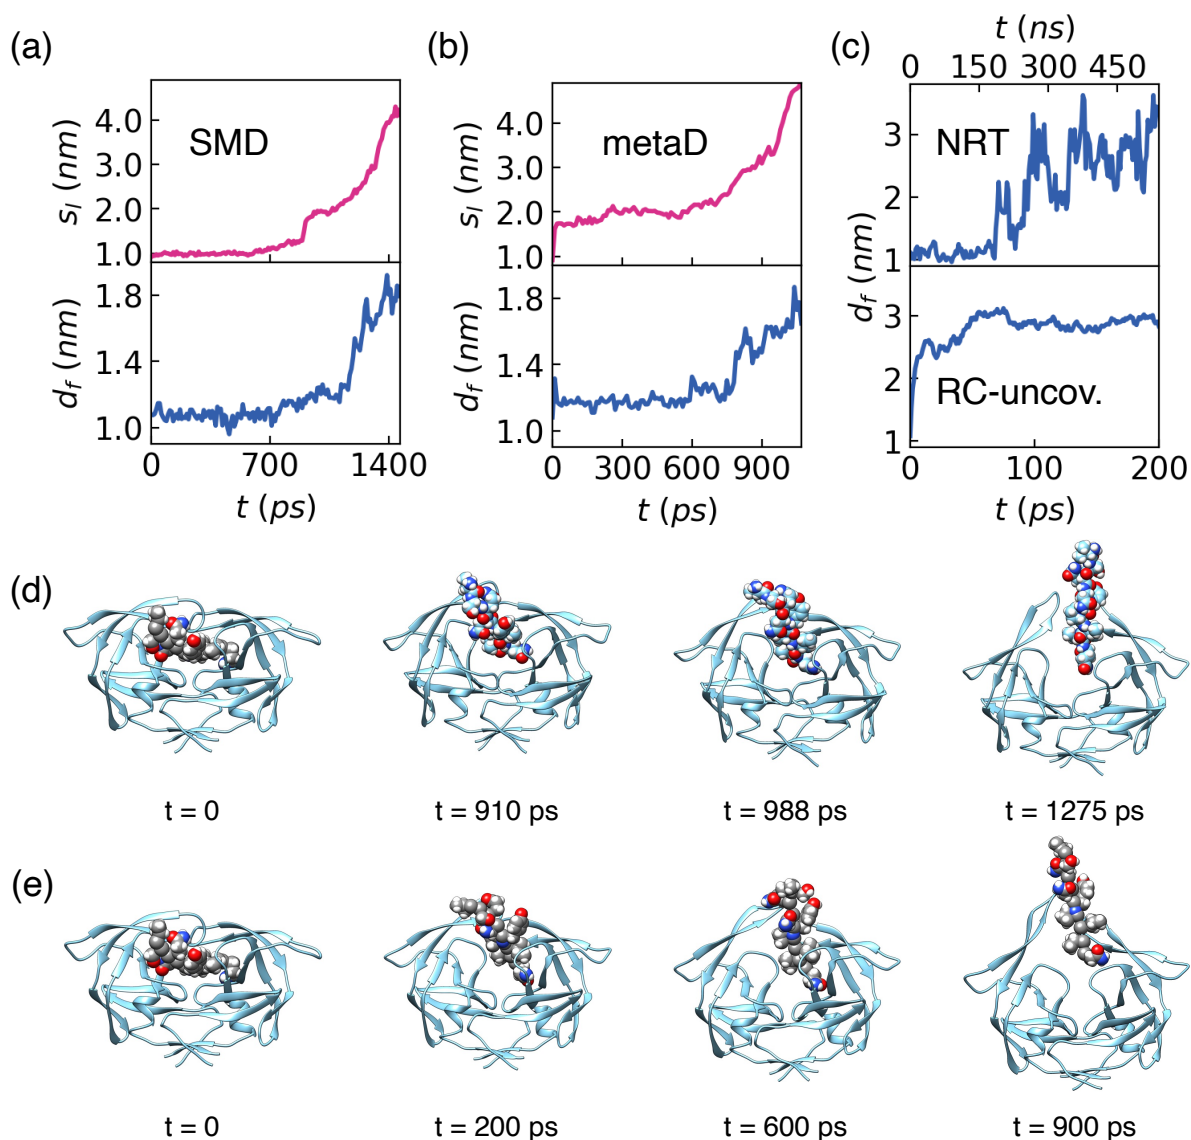 (a)
(b)
(c)
t (ns)
0 150 300 450
s_l (nm)
4.0
3.0
2.0
1.0
SMD
s_l (nm)
4.0
3.0
2.0
1.0
metaD
3
2
1
NRT
d_f (nm)
1.8
1.4
1.0
0 700 1400
t (ps)
d_f (nm)
1.8
1.4
1.0
0 300 600 900
t (ps)
d_f (nm)
3
2
1
RC-uncov.
0 100 200
t (ps)
(d)
t = 0 t = 910 ps t = 988 ps t = 1275 ps
(e)
t = 0 t = 200 ps t = 600 ps t = 900 ps